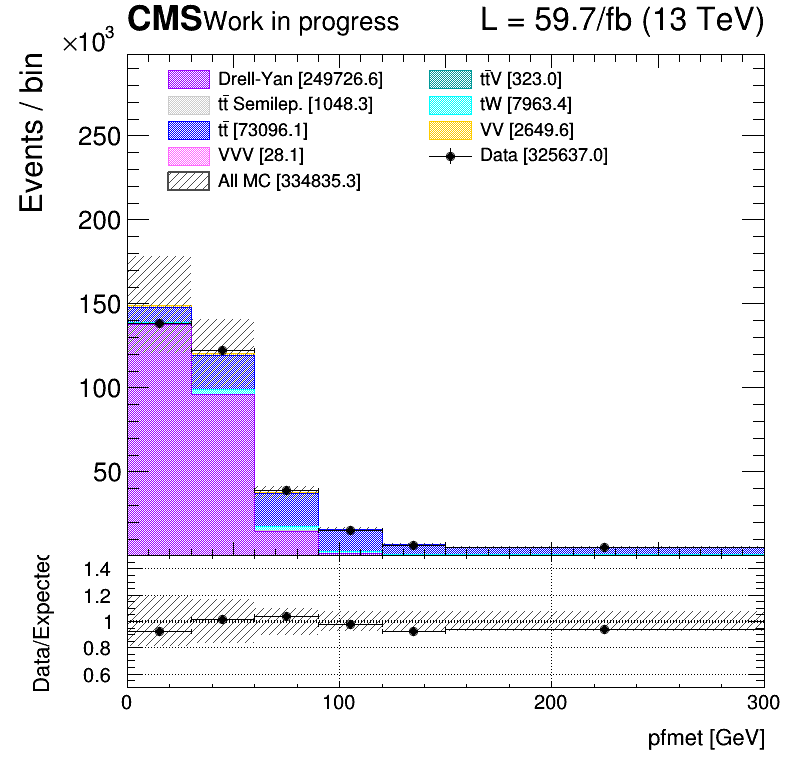 CMS Work in progress L = 59.7/fb (13 TeV)
×10³
Events / bin
Drell-Yan [249726.6]
tt̄ Semilep. [1048.3]
tt̄ [73096.1]
VVV [28.1]
All MC [334835.3]
tt̄V [323.0]
tW [7963.4]
VV [2649.6]
Data [325637.0]
250
200
150
100
50
Data/Expected
1.4
1.2
1
0.8
0.6
0 100 200 300
pfmet [GeV]